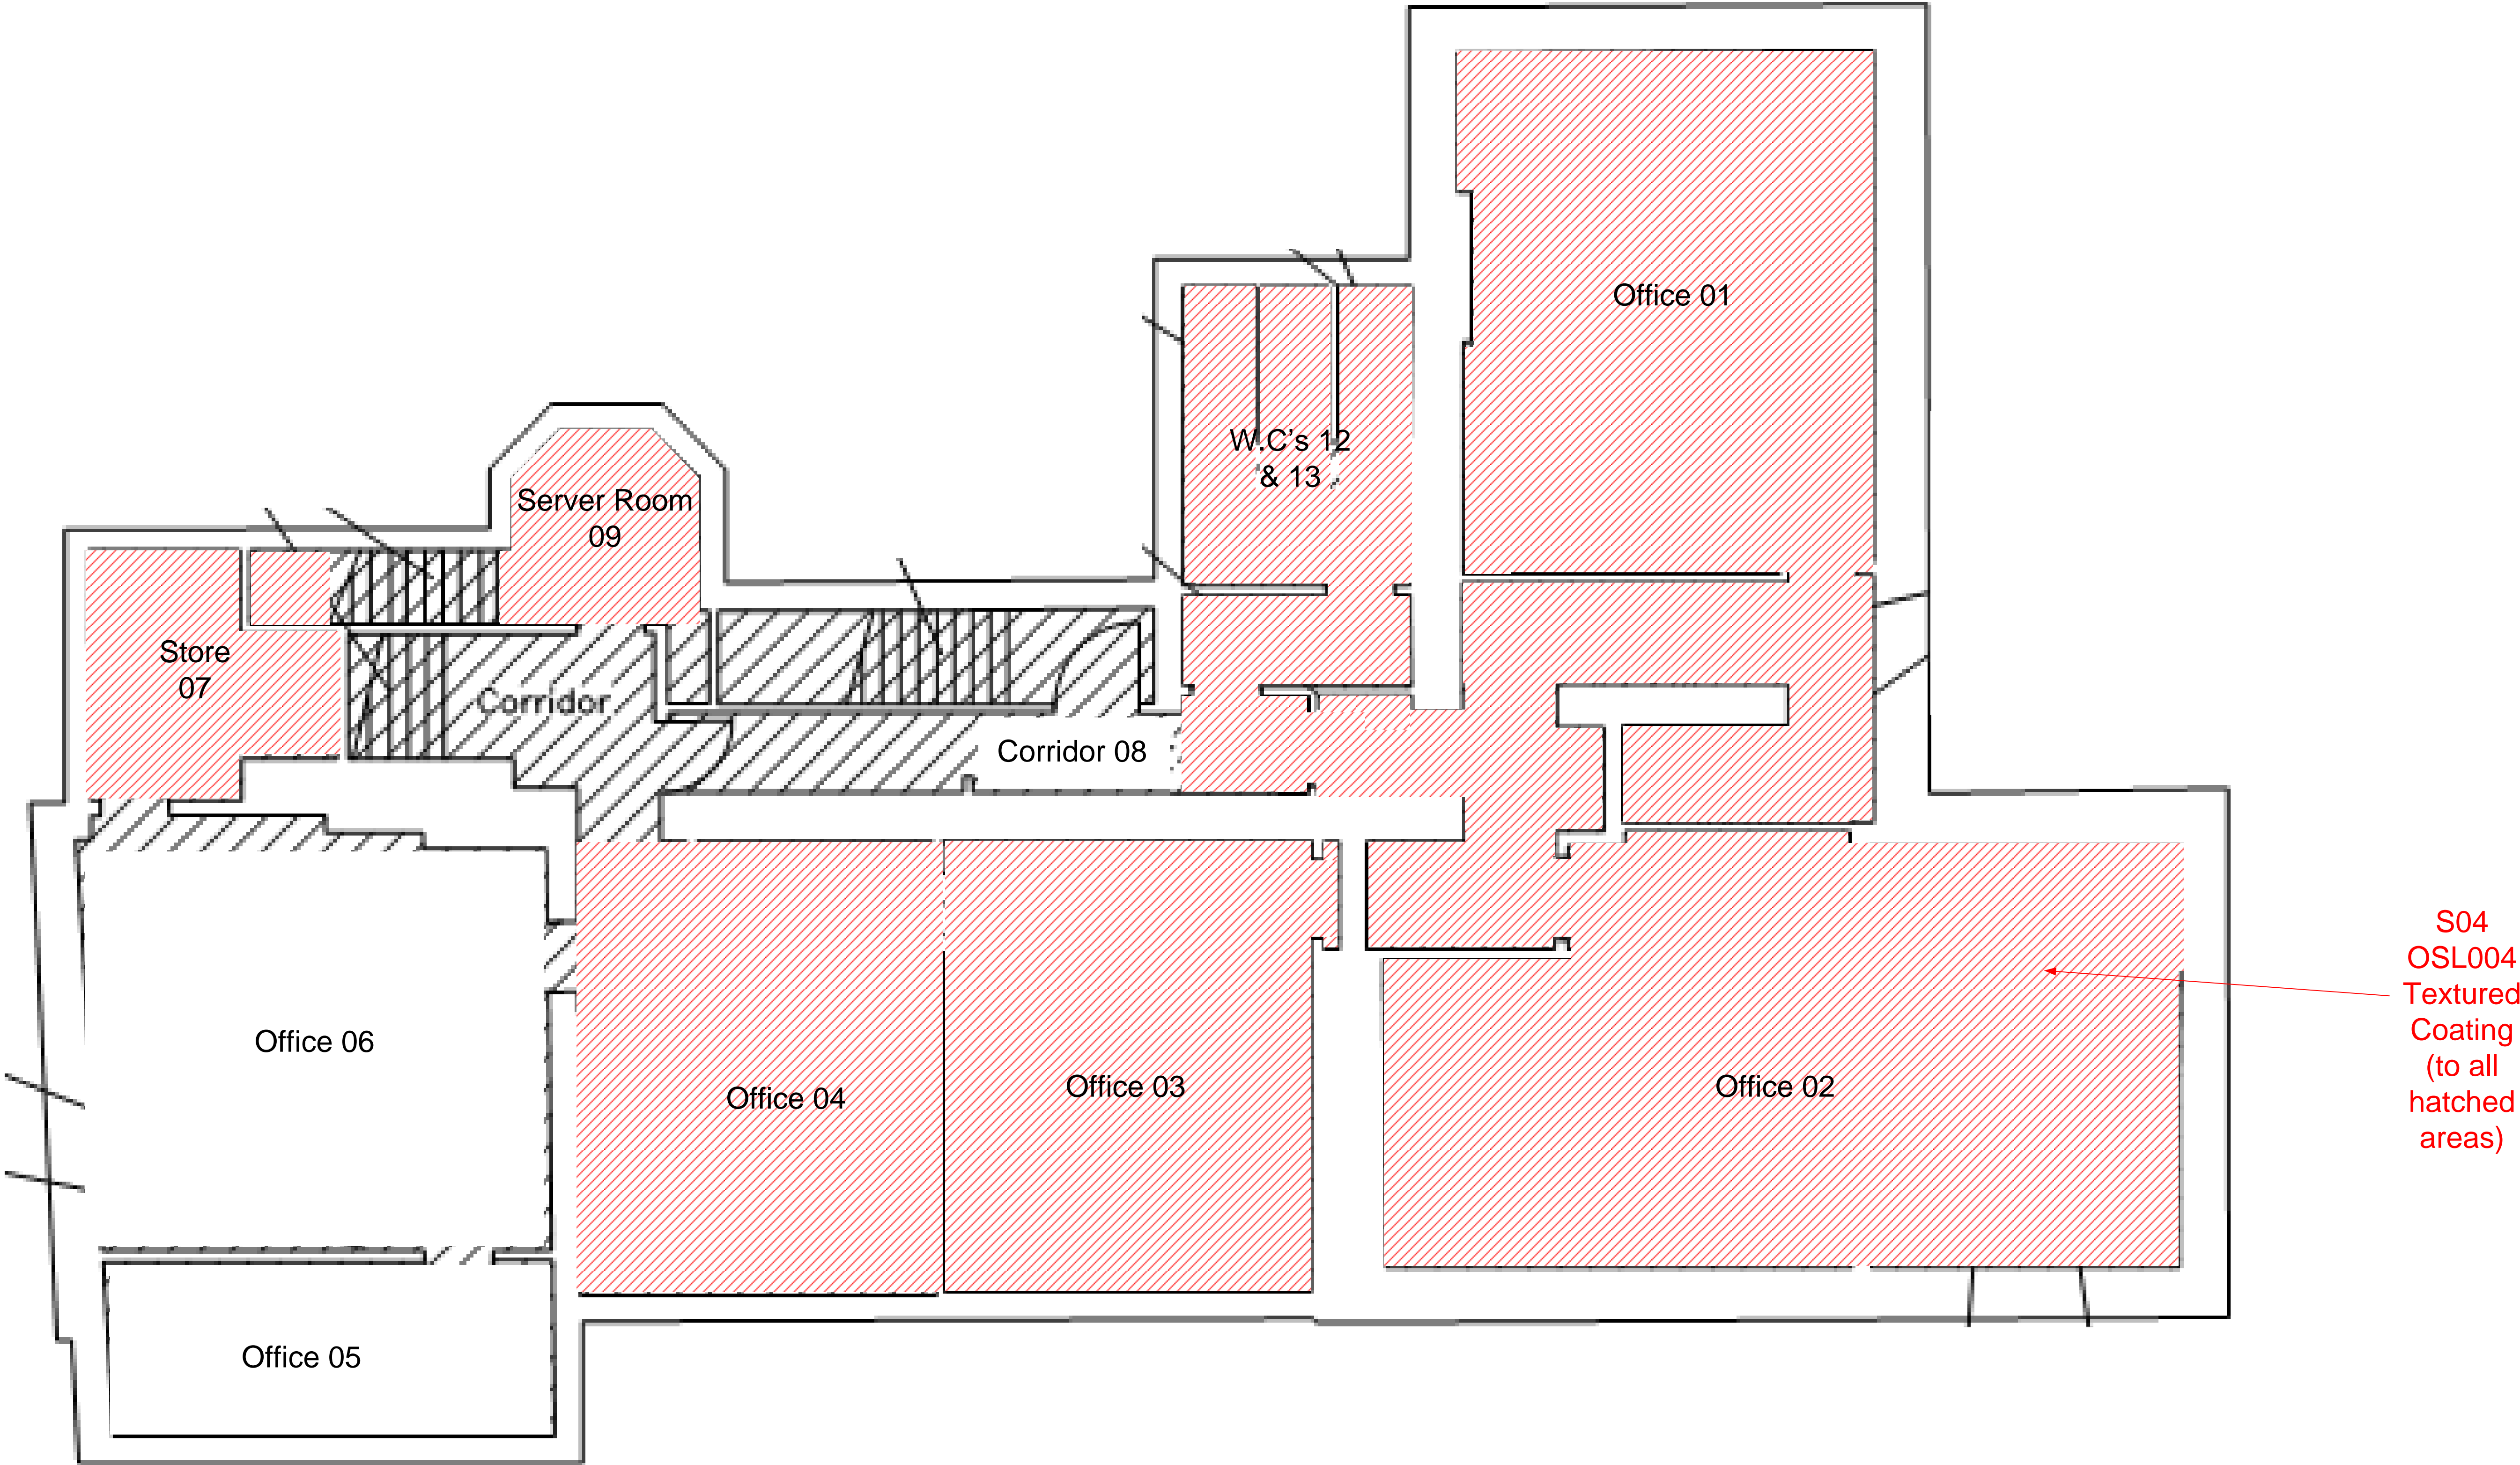 Office 01
W.C's 12
& 13
Server Room
09
Store
07
Corridor
Corridor 08
S04
OSL004
Textured
Coating
(to all
hatched
areas)
Office 06
Office 04
Office 03
Office 02
Office 05